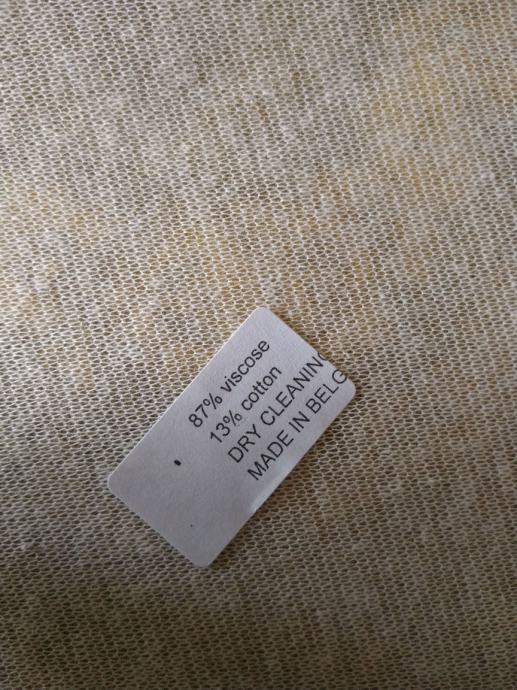 87% viscose
13% cotton
DRY CLEANING
MADE IN BELG